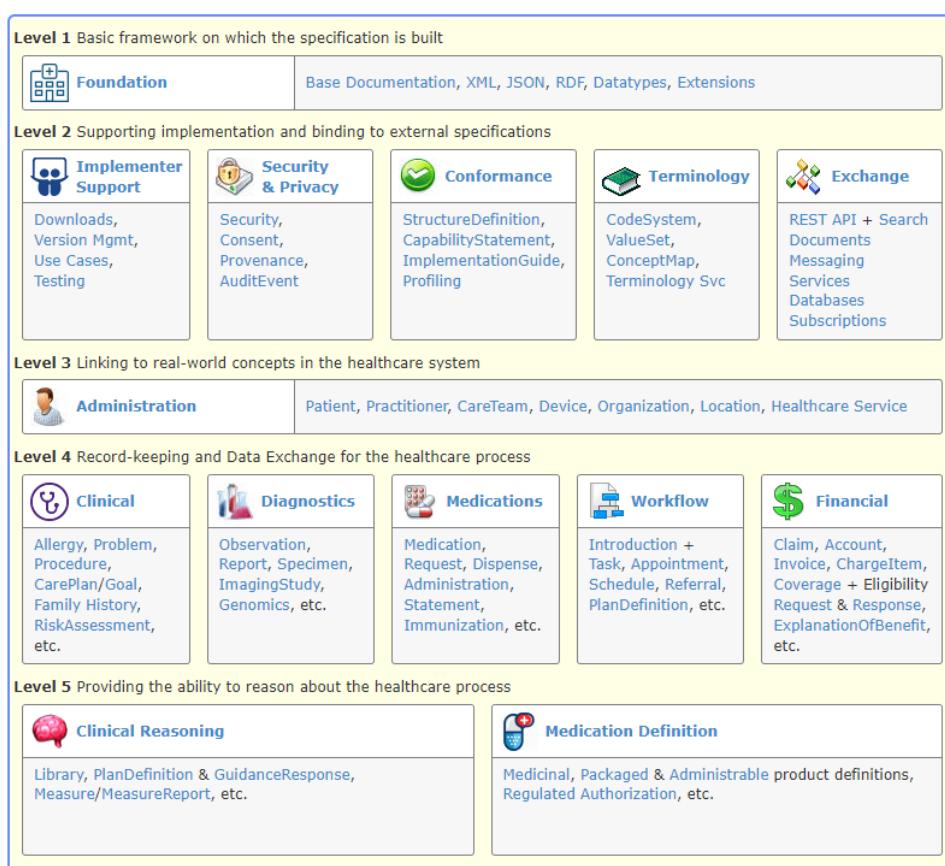 Level 1 Basic framework on which the specification is built
Foundation
Base Documentation, XML, JSON, RDF, Datatypes, Extensions
Level 2 Supporting implementation and binding to external specifications
Implementer
Support
Downloads,
Version Mgmt,
Use Cases,
Testing
Security
& Privacy
Security,
Consent,
Provenance,
AuditEvent
Conformance
StructureDefinition,
CapabilityStatement,
ImplementationGuide,
Profiling
Terminology
CodeSystem,
ValueSet,
ConceptMap,
Terminology Svc
Exchange
REST API + Search
Documents
Messaging
Services
Databases
Subscriptions
Level 3 Linking to real-world concepts in the healthcare system
Administration
Patient, Practitioner, CareTeam, Device, Organization, Location, Healthcare Service
Level 4 Record-keeping and Data Exchange for the healthcare process
Clinical
Allergy, Problem,
Procedure,
CarePlan/Goal,
Family History,
RiskAssessment,
etc.
Diagnostics
Observation,
Report, Specimen,
ImagingStudy,
Genomics, etc.
Medications
Medication,
Request, Dispense,
Administration,
Statement,
Immunization, etc.
Workflow
Introduction +
Task, Appointment,
Schedule, Referral,
PlanDefinition, etc.
Financial
Claim, Account,
Invoice, ChargeItem,
Coverage + Eligibility
Request & Response,
ExplanationOfBenefit,
etc.
Level 5 Providing the ability to reason about the healthcare process
Clinical Reasoning
Library, PlanDefinition & GuidanceResponse,
Measure/MeasureReport, etc.
Medication Definition
Medicinal, Packaged & Administrable product definitions,
Regulated Authorization, etc.